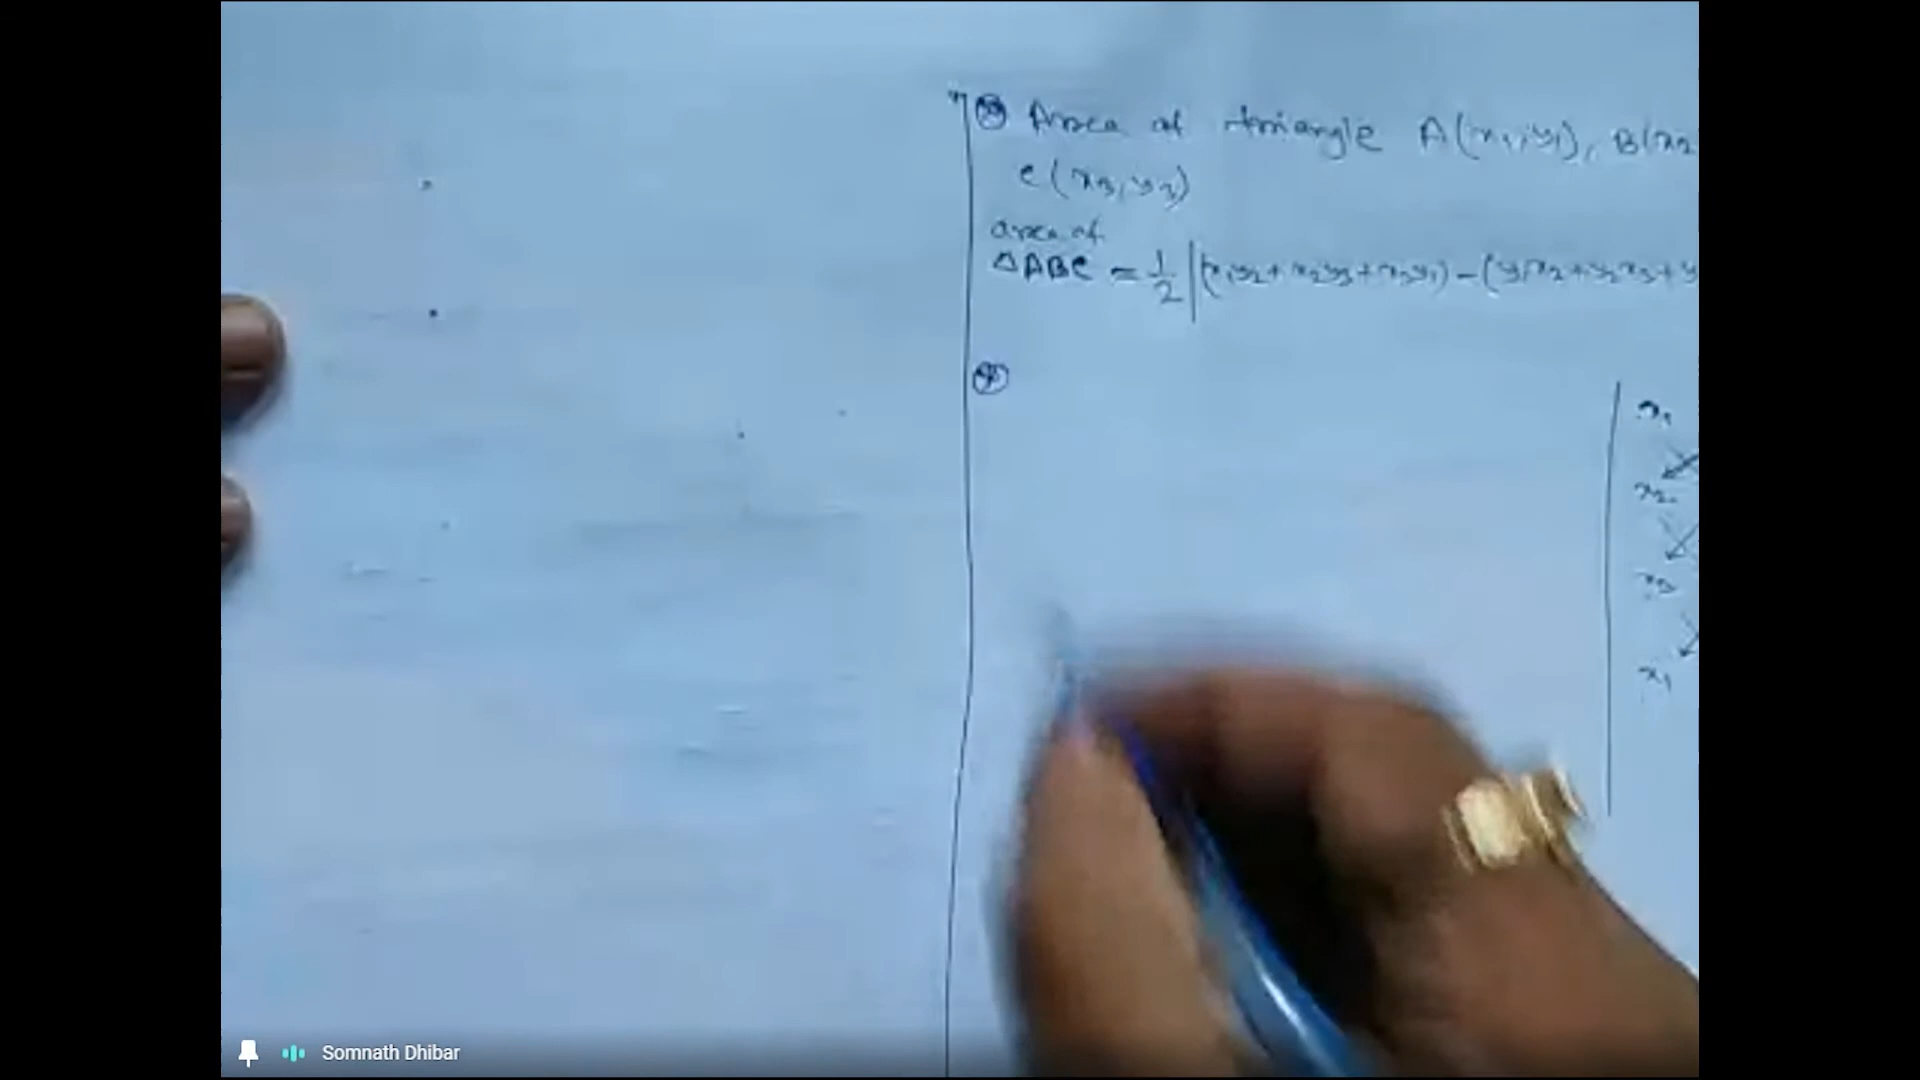 Area of triangle A(x₁,y₁), B(x₂
C(x₃,y₃)
area of
△ABC = 1/2 |(x₁y₂+x₂y₃+x₃y₁)-(y₁x₂+y₂x₃+y
x₁
x₂
x₃
x₁
Somnath Dhibar